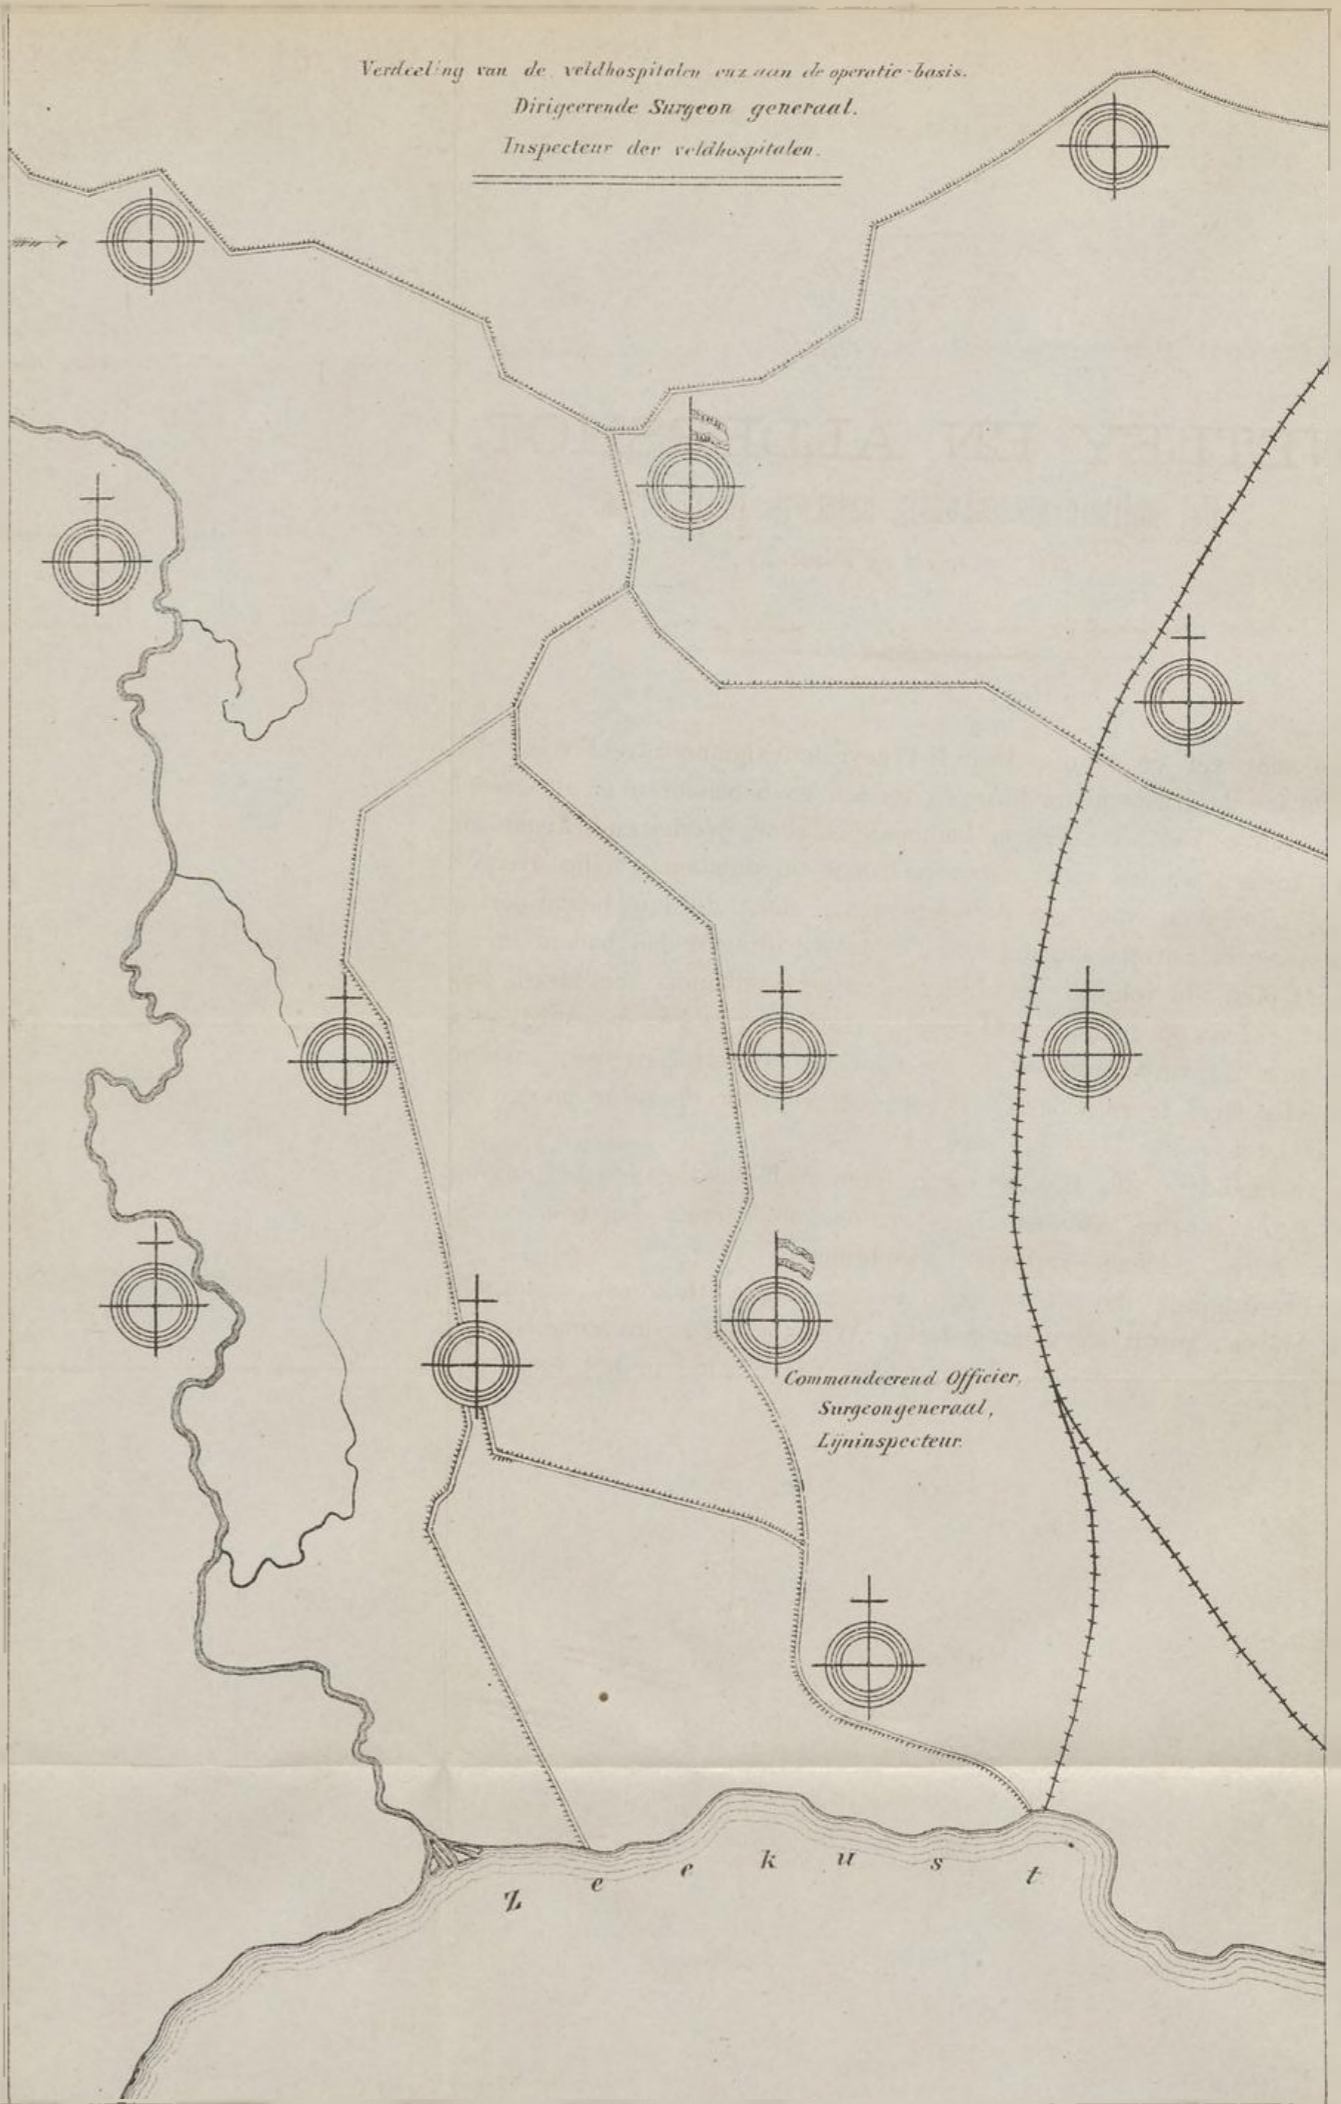 Verdeeling van de veldhospitalen enz aan de operatie-basis.
Dirigeerende Surgeon generaal.
Inspecteur der veldhospitalen.
Commandeerend Officier,
Surgeongeneraal,
Lijninspecteur.
Zeekust